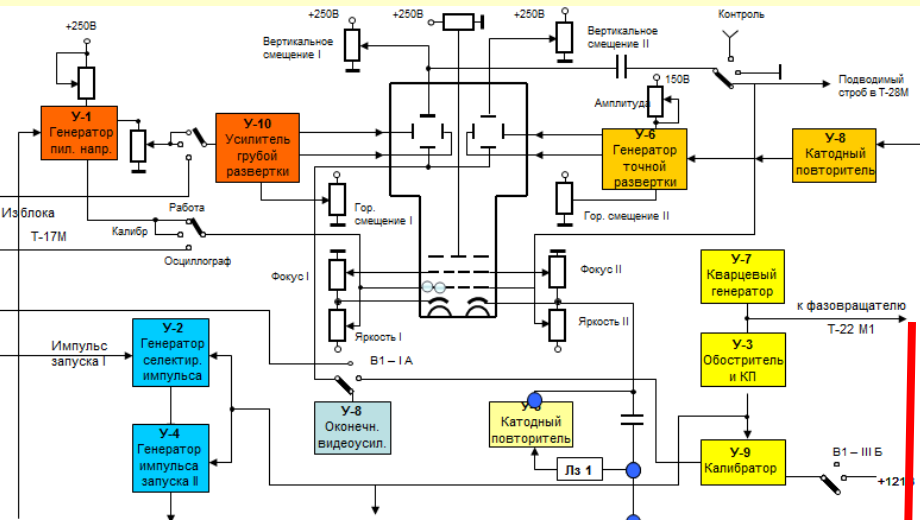 +250В
+250В
+250В
+250В
Контроль
Вертикальное
смещение I
Вертикальное
смещение II
150В
Амплитуда
Подводимый
строб в Т-28М
У-1
Генератор
пил. напр.
У-10
Усилитель
грубой
развертки
У-6
Генератор
точной
развертки
У-8
Катодный
повторитель
Из блока
Т-17М
Работа
Калибр
Осциллограф
Гор.
смещение I
Гор. смещение II
Фокус I
Фокус II
Яркость I
Яркость II
У-7
Кварцевый
генератор
к фазовращателю
Т-22 М1
У-3
Обостритель
и КП
У-2
Генератор
селектир.
импульса
Импульс
запуска I
В1 – I А
У-8
Оконечн.
видеоусил.
Катодный
повторитель
Лз 1
У-4
Генератор
импульса
запуска II
У-9
Калибратор
В1 – III Б